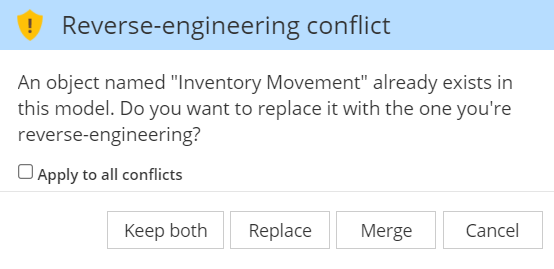 Reverse-engineering conflict
An object named "Inventory Movement" already exists in
this model. Do you want to replace it with the one you're
reverse-engineering?
Apply to all conflicts
Keep both Replace Merge Cancel